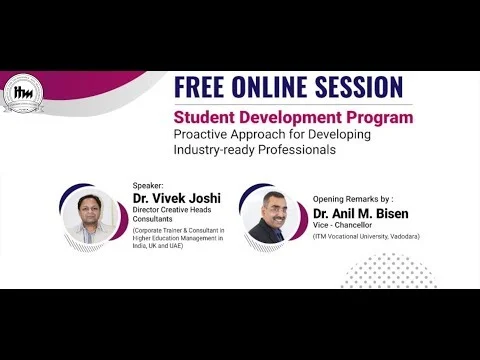 itm
FREE ONLINE SESSION
Student Development Program
Proactive Approach for Developing
Industry-ready Professionals
Speaker:
Dr. Vivek Joshi
Director Creative Heads
Consultants
(Corporate Trainer & Consultant in
Higher Education Management in
India, UK and UAE)
Opening Remarks by :
Dr. Anil M. Bisen
Vice - Chancellor
(ITM Vocational University, Vadodara)